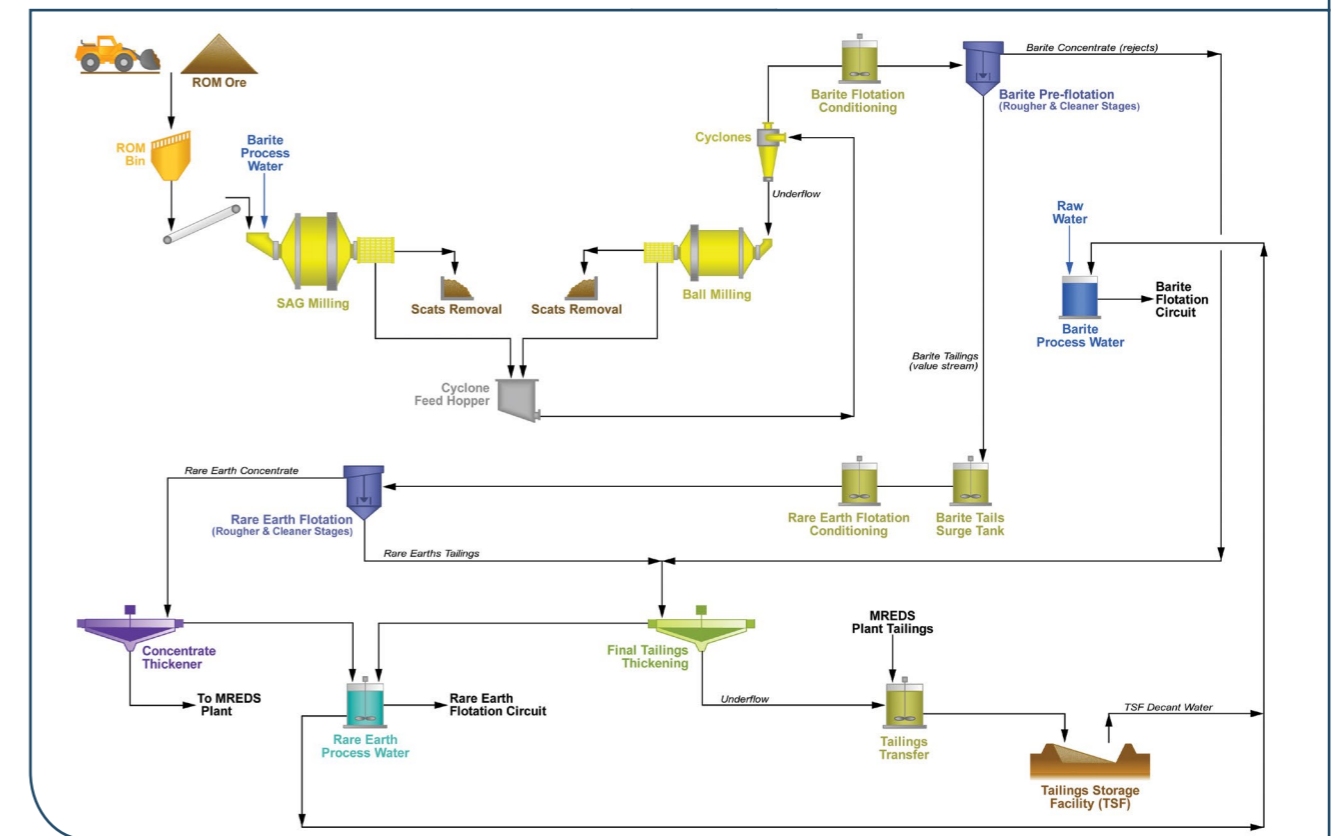 ROM Ore
ROM
Bin
Barite
Process
Water
SAG Milling
Scats Removal
Scats Removal
Ball Milling
Cyclone
Feed Hopper
Cyclones
Underflow
Barite Flotation
Conditioning
Barite Concentrate (rejects)
Barite Pre-flotation
(Rougher & Cleaner Stages)
Raw
Water
Barite
Flotation
Circuit
Barite
Process Water
Barite Tailings
(value stream)
Rare Earth Concentrate
Rare Earth Flotation
(Rougher & Cleaner Stages)
Rare Earth Flotation
Conditioning
Barite Tails
Surge Tank
Rare Earths Tailings
Concentrate
Thickener
To MREDS
Plant
Rare Earth
Flotation Circuit
Rare Earth
Process Water
Final Tailings
Thickening
Underflow
MREDS
Plant Tailings
Tailings
Transfer
TSF Decant Water
Tailings Storage
Facility (TSF)